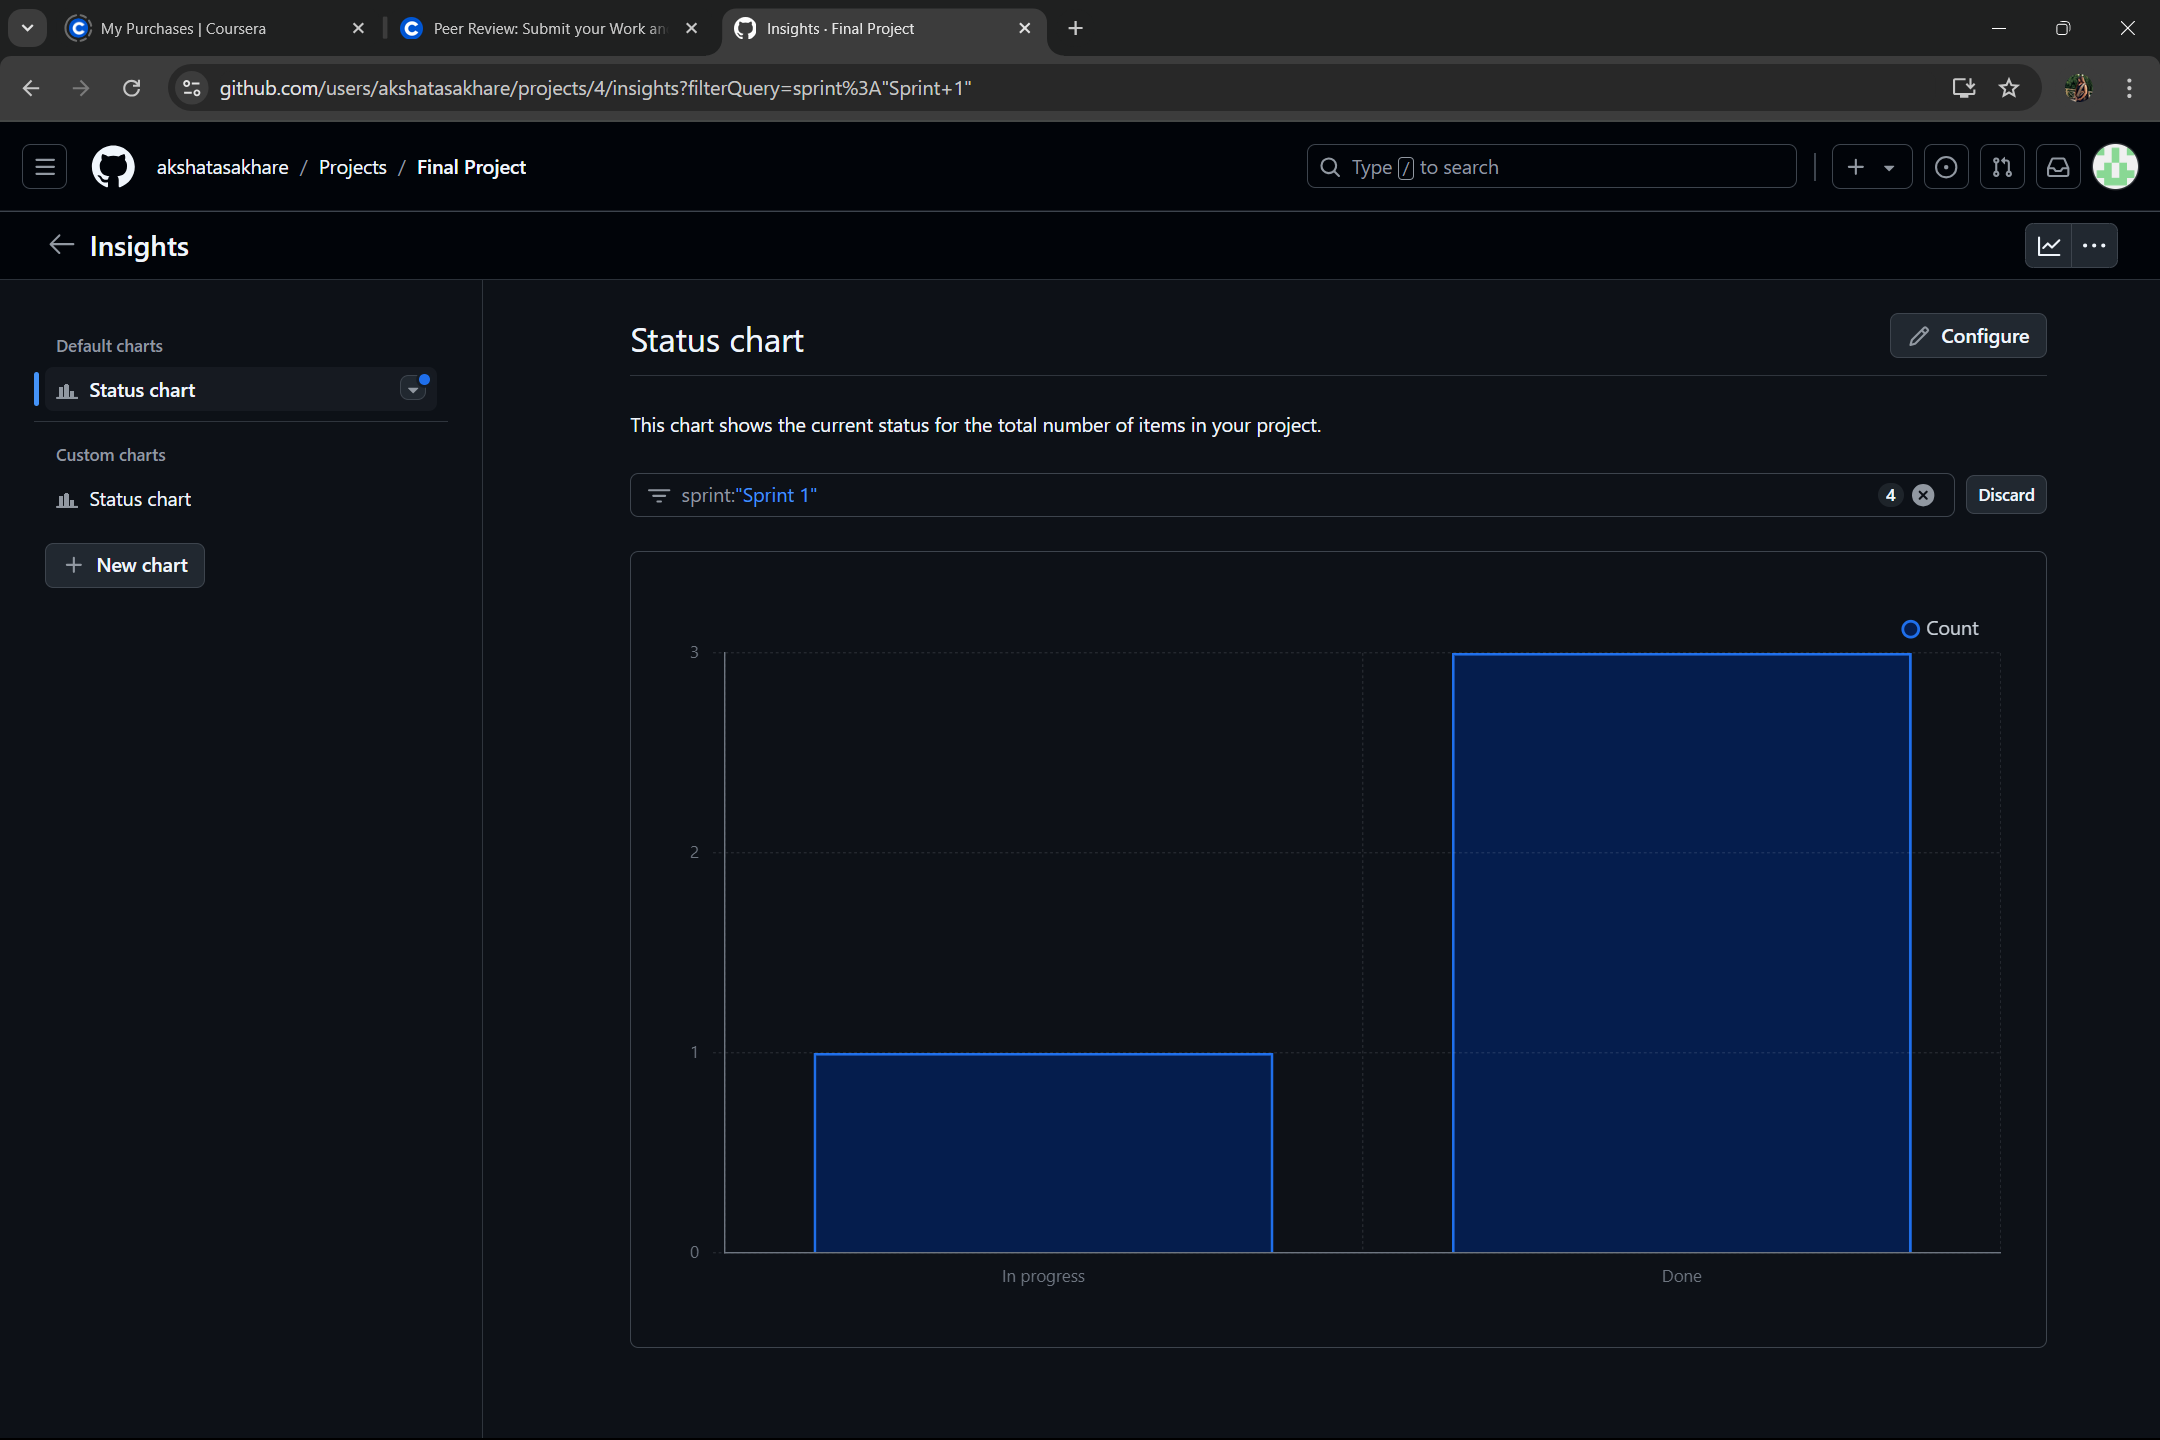 My Purchases | Coursera
Peer Review: Submit your Work an
Insights · Final Project
github.com/users/akshatasakhare/projects/4/insights?filterQuery=sprint%3A"Sprint+1"
akshatasakhare / Projects / Final Project
Type / to search
Insights
Default charts
Status chart
Custom charts
Status chart
New chart
Status chart
Configure
This chart shows the current status for the total number of items in your project.
sprint:"Sprint 1"
4
Discard
Count
3
2
1
0
In progress
Done